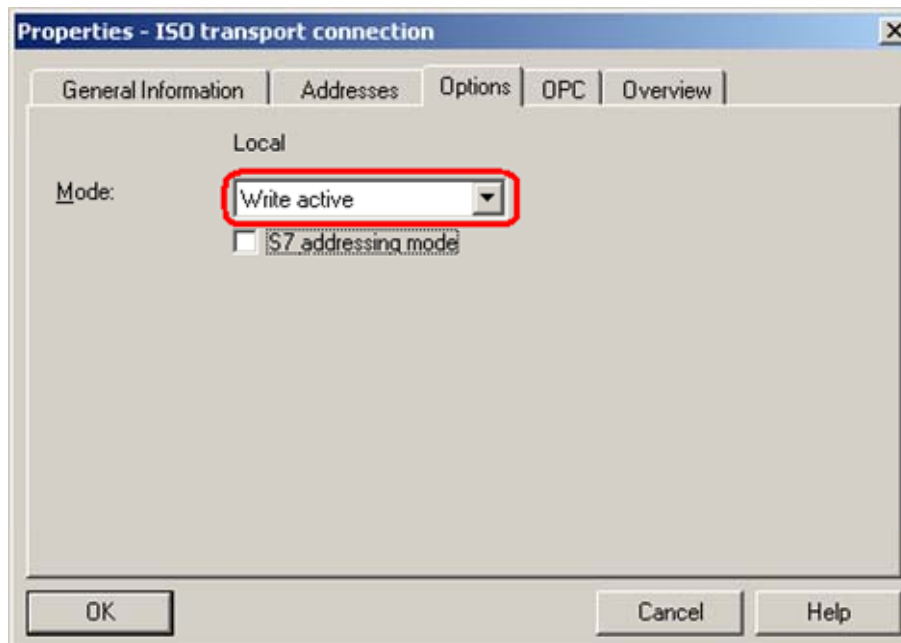 Properties - ISO transport connection
General Information Addresses Options OPC Overview
Local
Mode: Write active
S7 addressing mode
OK Cancel Help